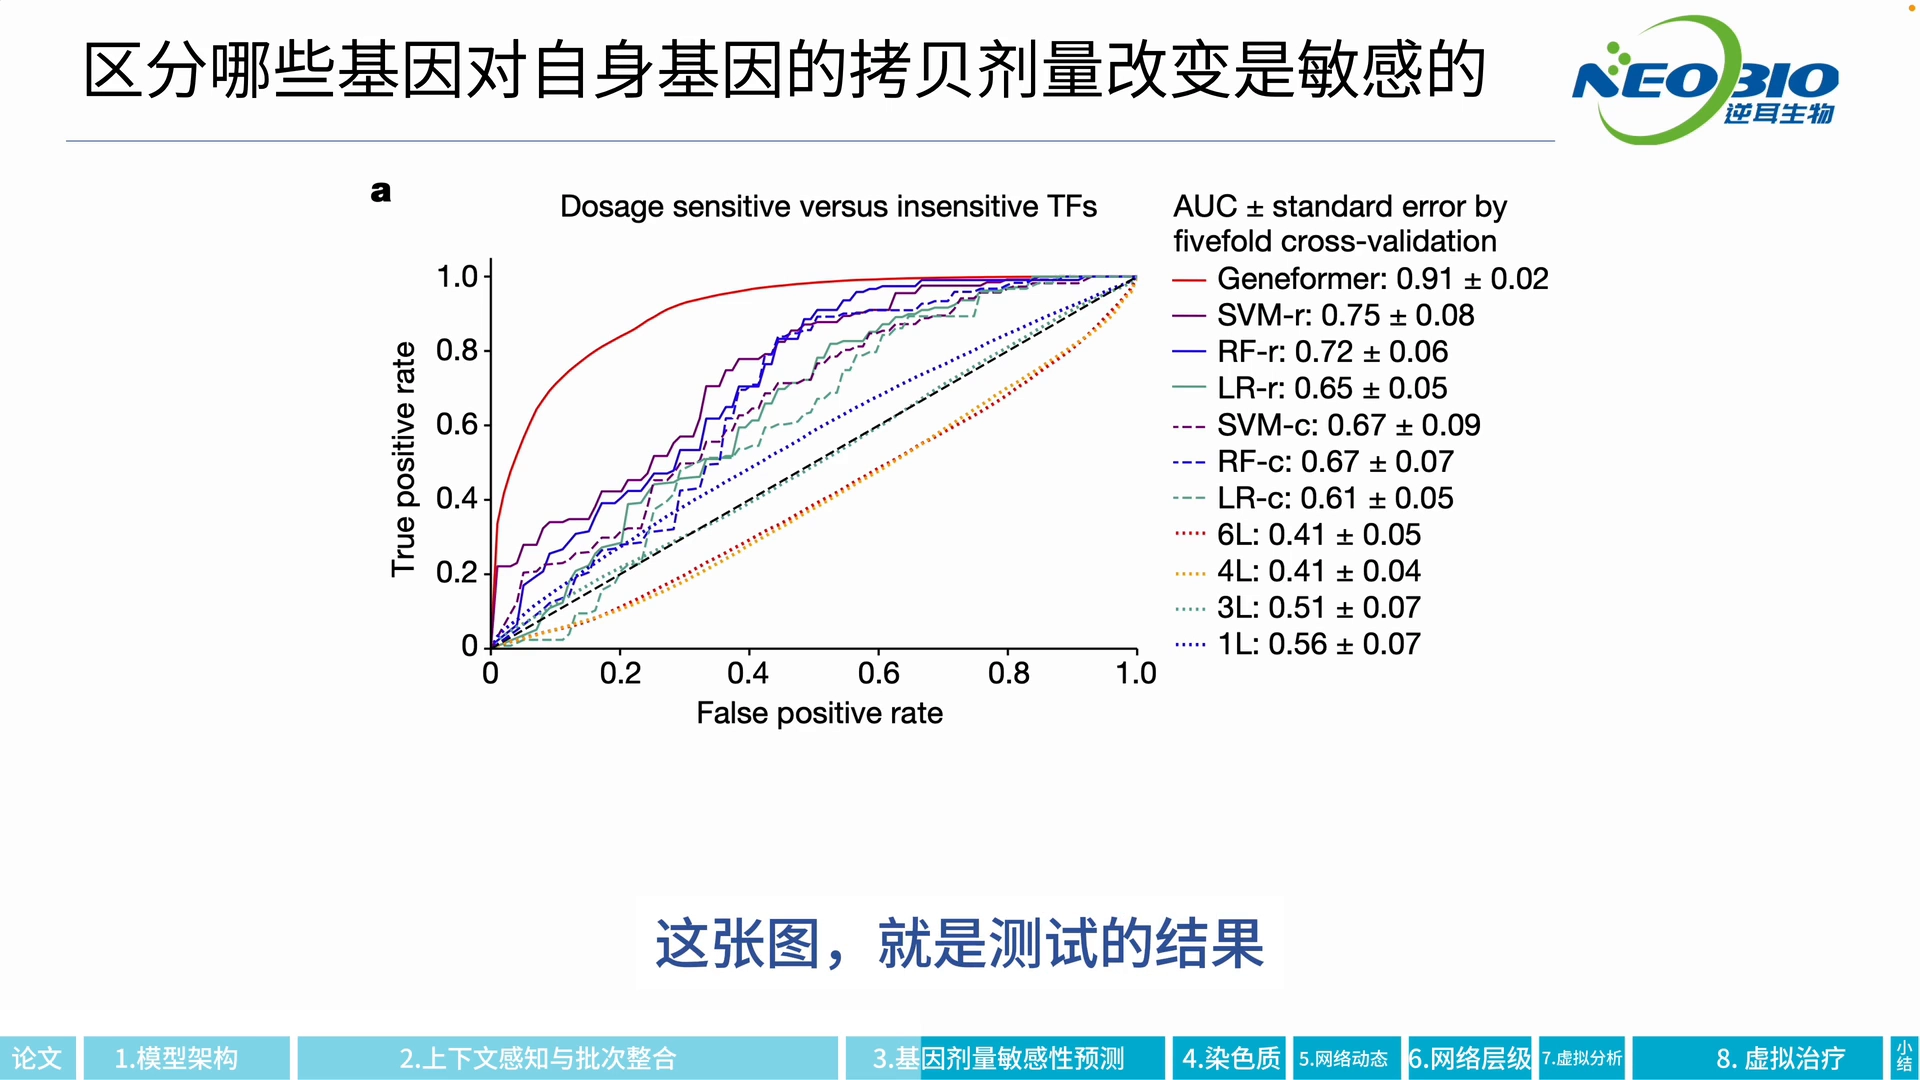 区分哪些基因对自身基因的拷贝剂量改变是敏感的
NEOBIO
逆耳生物
a
Dosage sensitive versus insensitive TFs
AUC ± standard error by
fivefold cross-validation
Geneformer: 0.91 ± 0.02
SVM-r: 0.75 ± 0.08
RF-r: 0.72 ± 0.06
LR-r: 0.65 ± 0.05
SVM-c: 0.67 ± 0.09
RF-c: 0.67 ± 0.07
LR-c: 0.61 ± 0.05
6L: 0.41 ± 0.05
4L: 0.41 ± 0.04
3L: 0.51 ± 0.07
1L: 0.56 ± 0.07
True positive rate
1.0
0.8
0.6
0.4
0.2
0
0 0.2 0.4 0.6 0.8 1.0
False positive rate
这张图，就是测试的结果
论文 1.模型架构 2.上下文感知与批次整合 3.基因剂量敏感性预测 4.染色质 5.网络动态 6.网络层级 7.虚拟分析 8. 虚拟治疗 小结